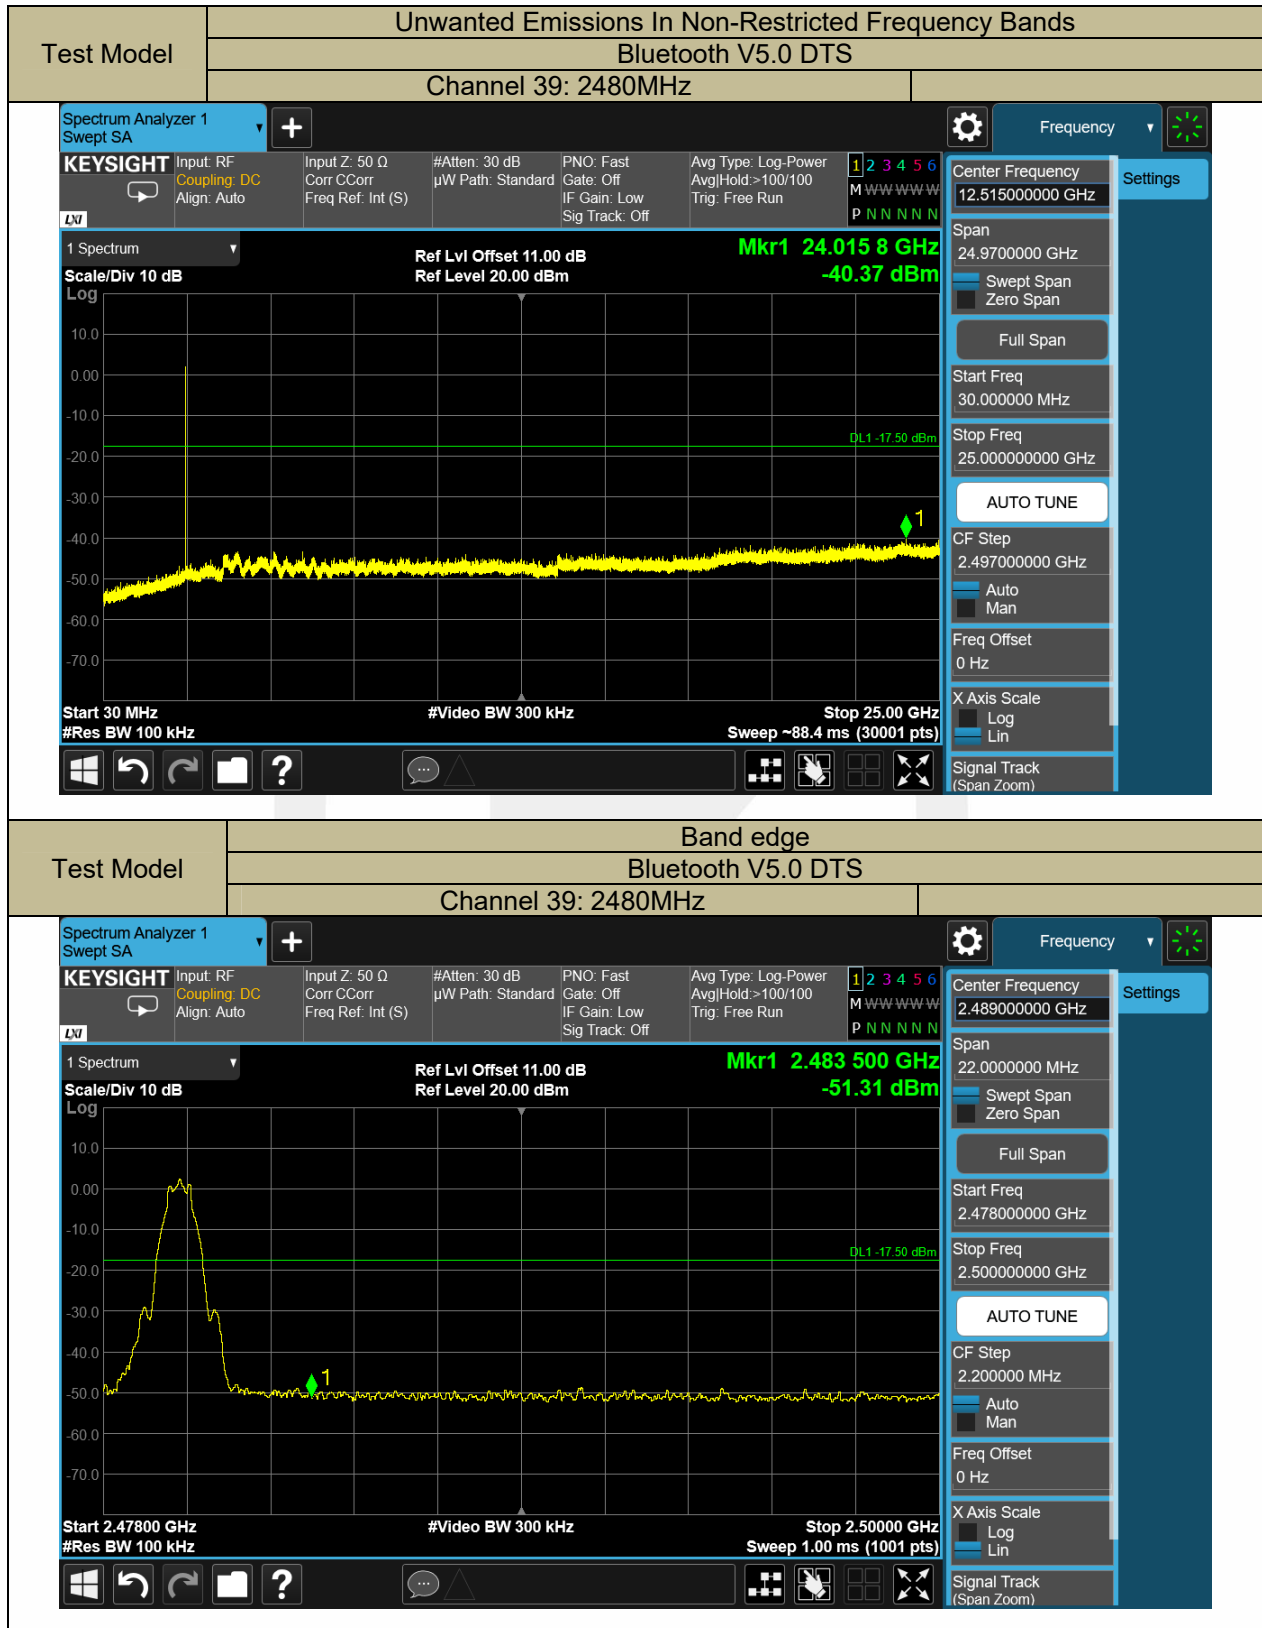 Test Model
Unwanted Emissions In Non-Restricted Frequency Bands
Bluetooth V5.0 DTS
Channel 39: 2480MHz
Spectrum Analyzer 1
Swept SA
Frequency
KEYSIGHT
LXI
Input: RF
Coupling: DC
Align: Auto
Input Z: 50 Ω
Corr CCorr
Freq Ref: Int (S)
#Atten: 30 dB
µW Path: Standard
PNO: Fast
Gate: Off
IF Gain: Low
Sig Track: Off
Avg Type: Log-Power
Avg|Hold:>100/100
Trig: Free Run
1 2 3 4 5 6
M W W W W W
P N N N N N
1 Spectrum
Scale/Div 10 dB
Log
Ref Lvl Offset 11.00 dB
Ref Level 20.00 dBm
Mkr1 24.015 8 GHz
-40.37 dBm
10.0
0.00
-10.0
-20.0
-30.0
-40.0
-50.0
-60.0
-70.0
DL1 -17.50 dBm
1
Start 30 MHz
#Res BW 100 kHz
#Video BW 300 kHz
Stop 25.00 GHz
Sweep ~88.4 ms (30001 pts)
Center Frequency
12.515000000 GHz
Span
24.9700000 GHz
Swept Span
Zero Span
Full Span
Start Freq
30.000000 MHz
Stop Freq
25.000000000 GHz
AUTO TUNE
CF Step
2.497000000 GHz
Auto
Man
Freq Offset
0 Hz
X Axis Scale
Log
Lin
Signal Track
(Span Zoom)
Settings
?
Test Model
Band edge
Bluetooth V5.0 DTS
Channel 39: 2480MHz
Spectrum Analyzer 1
Swept SA
Frequency
KEYSIGHT
LXI
Input: RF
Coupling: DC
Align: Auto
Input Z: 50 Ω
Corr CCorr
Freq Ref: Int (S)
#Atten: 30 dB
µW Path: Standard
PNO: Fast
Gate: Off
IF Gain: Low
Sig Track: Off
Avg Type: Log-Power
Avg|Hold:>100/100
Trig: Free Run
1 2 3 4 5 6
M W W W W W
P N N N N N
1 Spectrum
Scale/Div 10 dB
Log
Ref Lvl Offset 11.00 dB
Ref Level 20.00 dBm
Mkr1 2.483 500 GHz
-51.31 dBm
10.0
0.00
-10.0
-20.0
-30.0
-40.0
-50.0
-60.0
-70.0
DL1 -17.50 dBm
1
Start 2.47800 GHz
#Res BW 100 kHz
#Video BW 300 kHz
Stop 2.50000 GHz
Sweep 1.00 ms (1001 pts)
Center Frequency
2.489000000 GHz
Span
22.0000000 MHz
Swept Span
Zero Span
Full Span
Start Freq
2.478000000 GHz
Stop Freq
2.500000000 GHz
AUTO TUNE
CF Step
2.200000 MHz
Auto
Man
Freq Offset
0 Hz
X Axis Scale
Log
Lin
Signal Track
(Span Zoom)
Settings
?